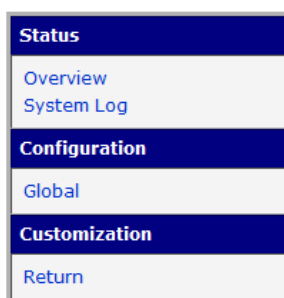 Status
Overview
System Log
Configuration
Global
Customization
Return